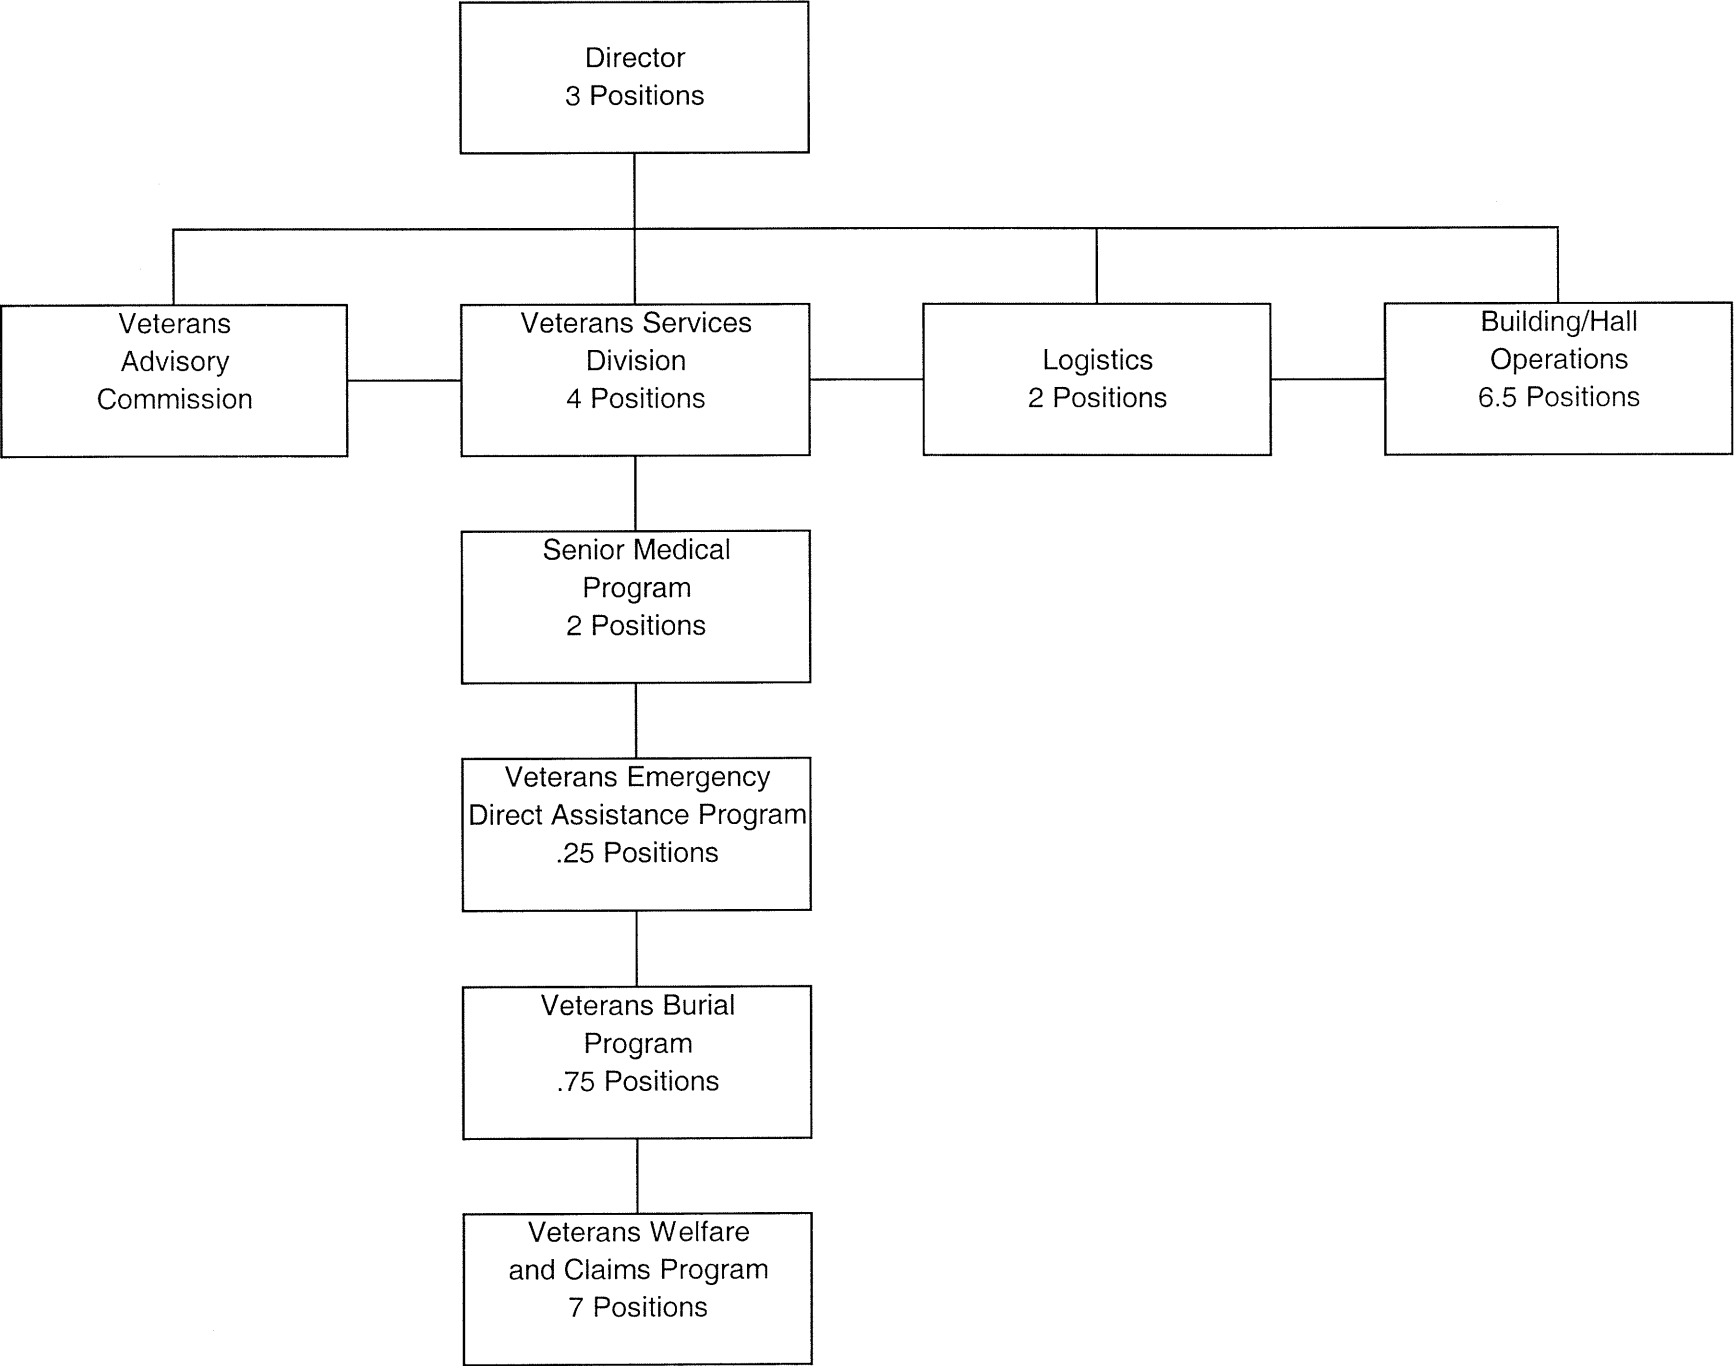 Director
3 Positions
Veterans
Advisory
Commission
Veterans Services
Division
4 Positions
Logistics
2 Positions
Building/Hall
Operations
6.5 Positions
Senior Medical
Program
2 Positions
Veterans Emergency
Direct Assistance Program
.25 Positions
Veterans Burial
Program
.75 Positions
Veterans Welfare
and Claims Program
7 Positions